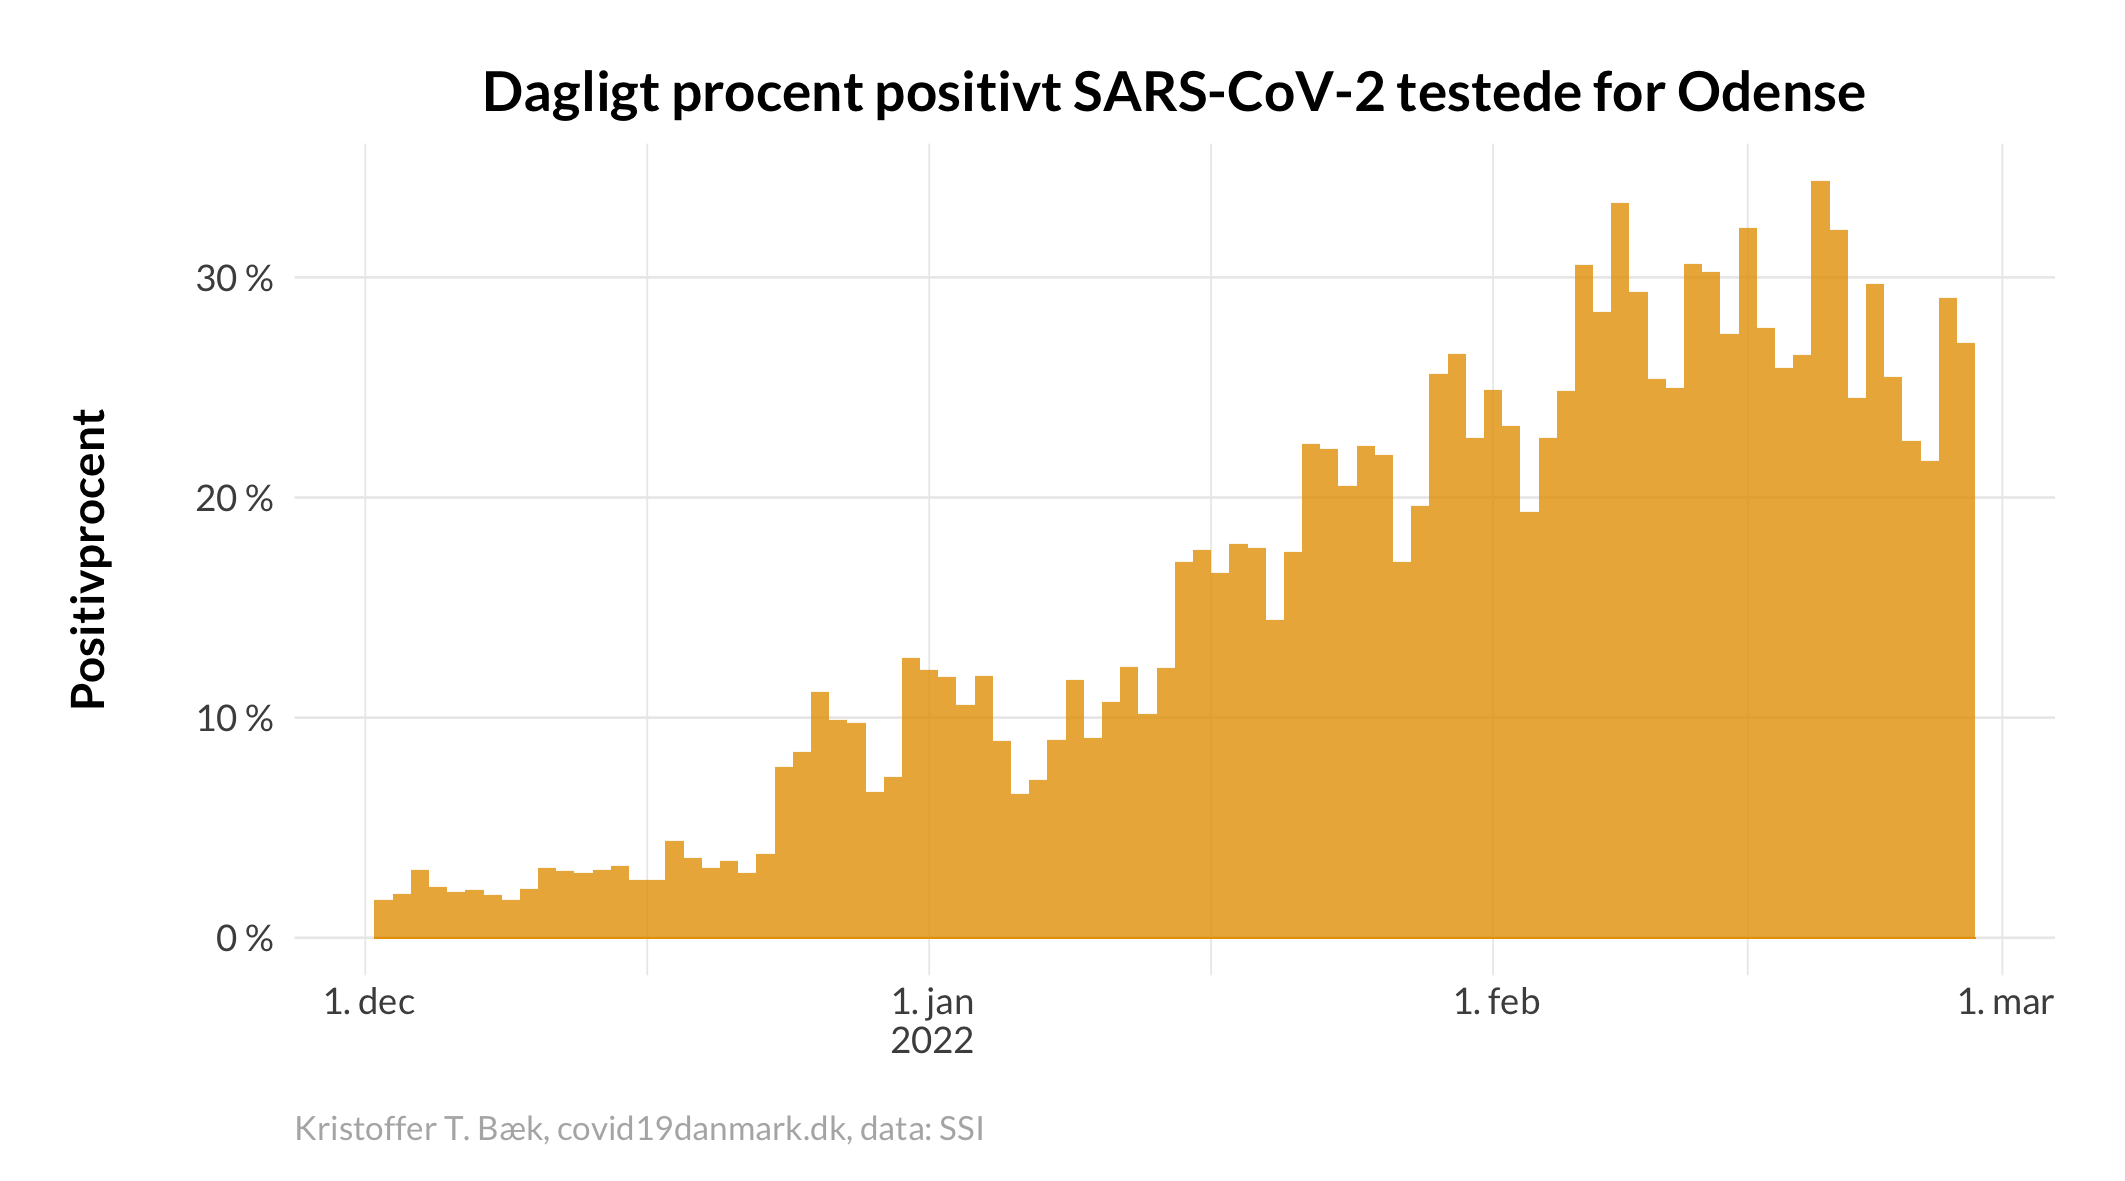 Dagligt procent positivt SARS-CoV-2 testede for Odense
Positivprocent
30 %
20 %
10 %
0 %
1. dec
1. jan
2022
1. feb
1. mar
Kristoffer T. Bæk, covid19danmark.dk, data: SSI